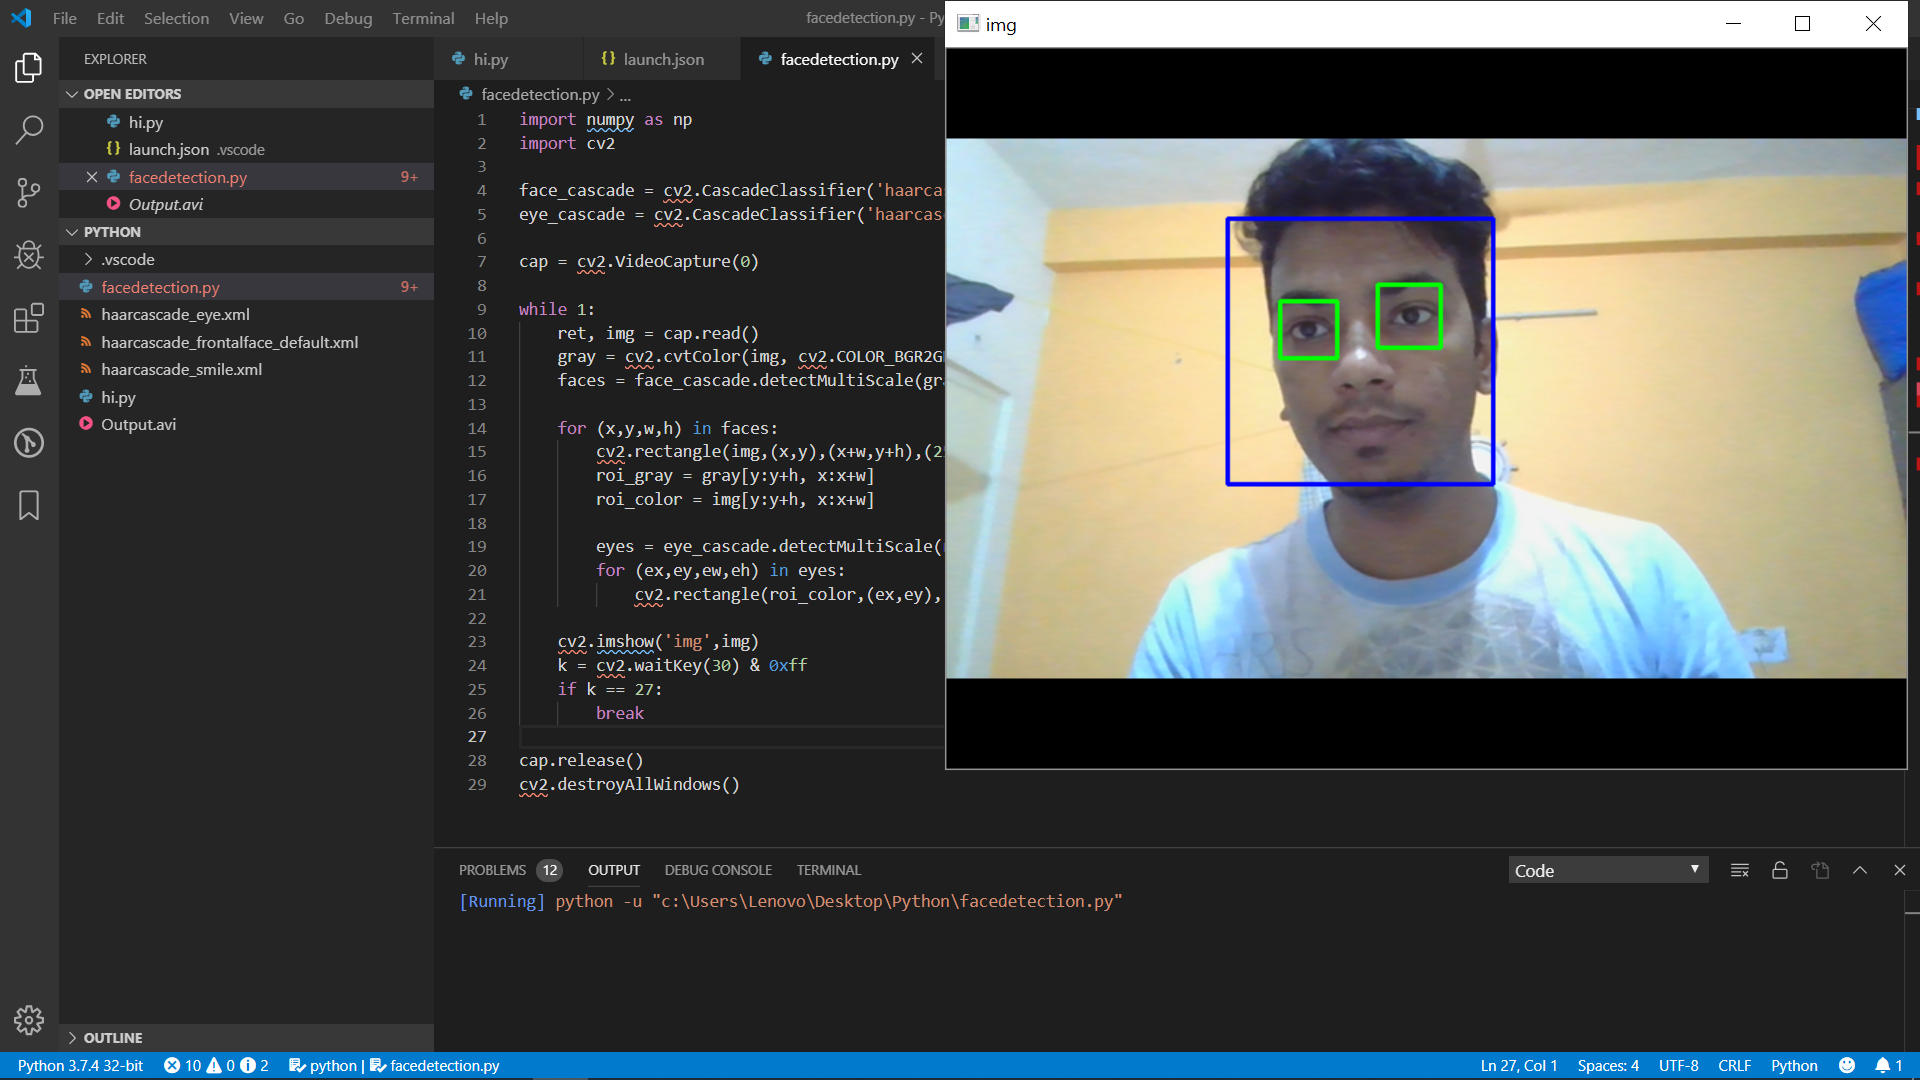 File Edit Selection View Go Debug Terminal Help
facedetection.py - Py
img
EXPLORER
OPEN EDITORS
hi.py
launch.json .vscode
facedetection.py 9+
Output.avi
PYTHON
.vscode
facedetection.py 9+
haarcascade_eye.xml
haarcascade_frontalface_default.xml
haarcascade_smile.xml
hi.py
Output.avi
OUTLINE
hi.py
launch.json
facedetection.py
facedetection.py > ...
1 import numpy as np
2 import cv2
3
4 face_cascade = cv2.CascadeClassifier('haarcas
5 eye_cascade = cv2.CascadeClassifier('haarcasc
6
7 cap = cv2.VideoCapture(0)
8
9 while 1:
10 ret, img = cap.read()
11 gray = cv2.cvtColor(img, cv2.COLOR_BGR2G
12 faces = face_cascade.detectMultiScale(gr
13
14 for (x,y,w,h) in faces:
15 cv2.rectangle(img,(x,y),(x+w,y+h),(2
16 roi_gray = gray[y:y+h, x:x+w]
17 roi_color = img[y:y+h, x:x+w]
18
19 eyes = eye_cascade.detectMultiScale(
20 for (ex,ey,ew,eh) in eyes:
21 cv2.rectangle(roi_color,(ex,ey),
22
23 cv2.imshow('img',img)
24 k = cv2.waitKey(30) & 0xff
25 if k == 27:
26 break
27
28 cap.release()
29 cv2.destroyAllWindows()
PROBLEMS 12 OUTPUT DEBUG CONSOLE TERMINAL
Code
[Running] python -u "c:\Users\Lenovo\Desktop\Python\facedetection.py"
Python 3.7.4 32-bit 10 0 2 python | facedetection.py
Ln 27, Col 1 Spaces: 4 UTF-8 CRLF Python 1